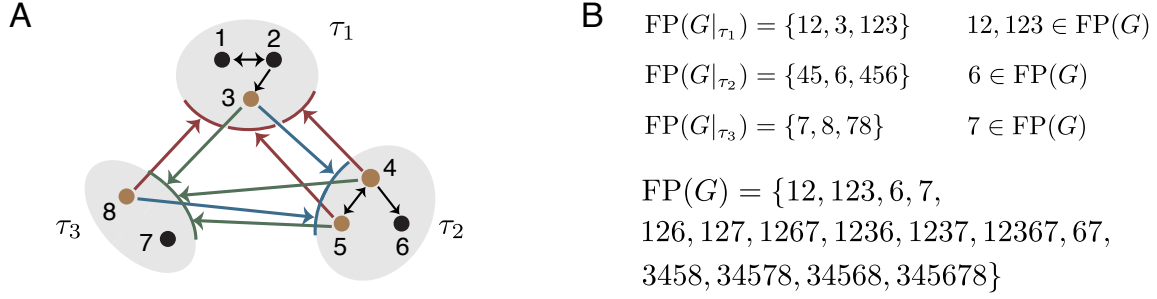 A
τ₁
1
2
3
4
5
6
τ₂
8
7
τ₃
B
FP(G|τ₁) = {12, 3, 123} 12, 123 ∈ FP(G)
FP(G|τ₂) = {45, 6, 456} 6 ∈ FP(G)
FP(G|τ₃) = {7, 8, 78} 7 ∈ FP(G)
FP(G) = {12, 123, 6, 7,
126, 127, 1267, 1236, 1237, 12367, 67,
3458, 34578, 34568, 345678}